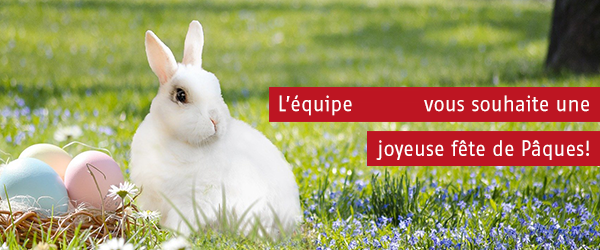 L'équipe vous souhaite une
joyeuse fête de Pâques!